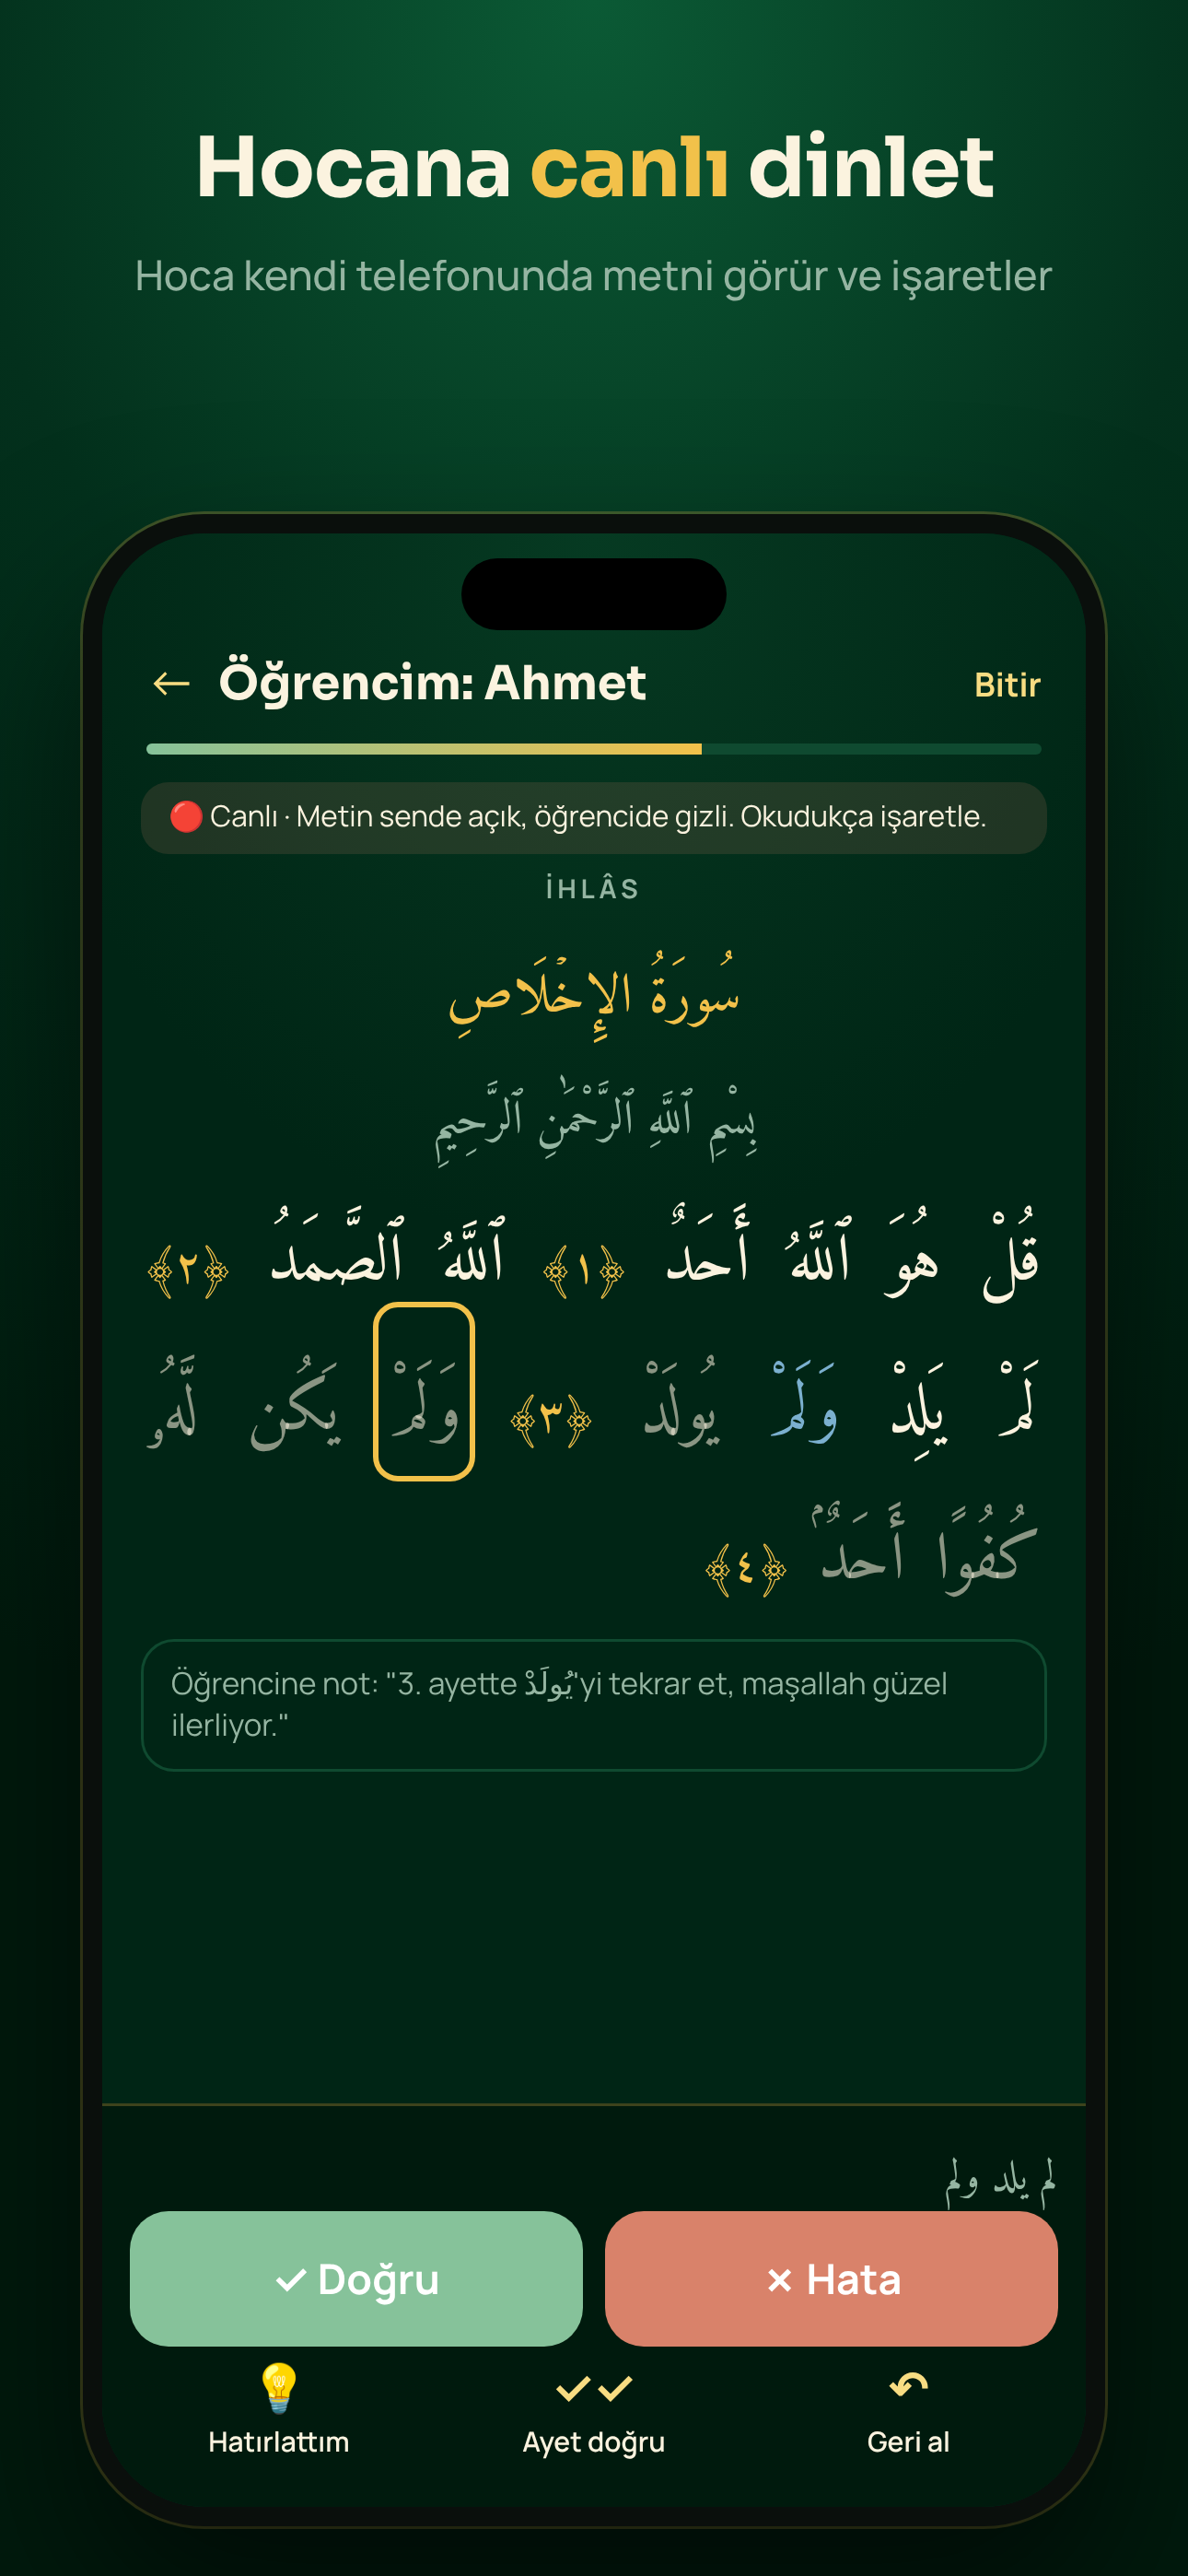 Hocana canlı dinlet
Hoca kendi telefonunda metni görür ve işaretler
← Öğrencim: Ahmet
Bitir
🔴 Canlı · Metin sende açık, öğrencide gizli. Okudukça işaretle.
İHLÂS
سُورَةُ الإِخْلَاصِ
بِسْمِ ٱللَّهِ ٱلرَّحْمَٰنِ ٱلرَّحِيمِ
قُلْ هُوَ ٱللَّهُ أَحَدٌ ﴿١﴾ ٱللَّهُ ٱلصَّمَدُ ﴿٢﴾
لَمْ يَلِدْ وَلَمْ يُولَدْ ﴿٣﴾ وَلَمْ يَكُن لَّهُۥ
كُفُوًا أَحَدٌۢ ﴿٤﴾
Öğrencine not: "3. ayette يُولَدْ'yi tekrar et, maşallah güzel
ilerliyor."
لم يلد ولم
✓ Doğru
✕ Hata
💡 Hatırlattım
✓✓ Ayet doğru
↶ Geri al